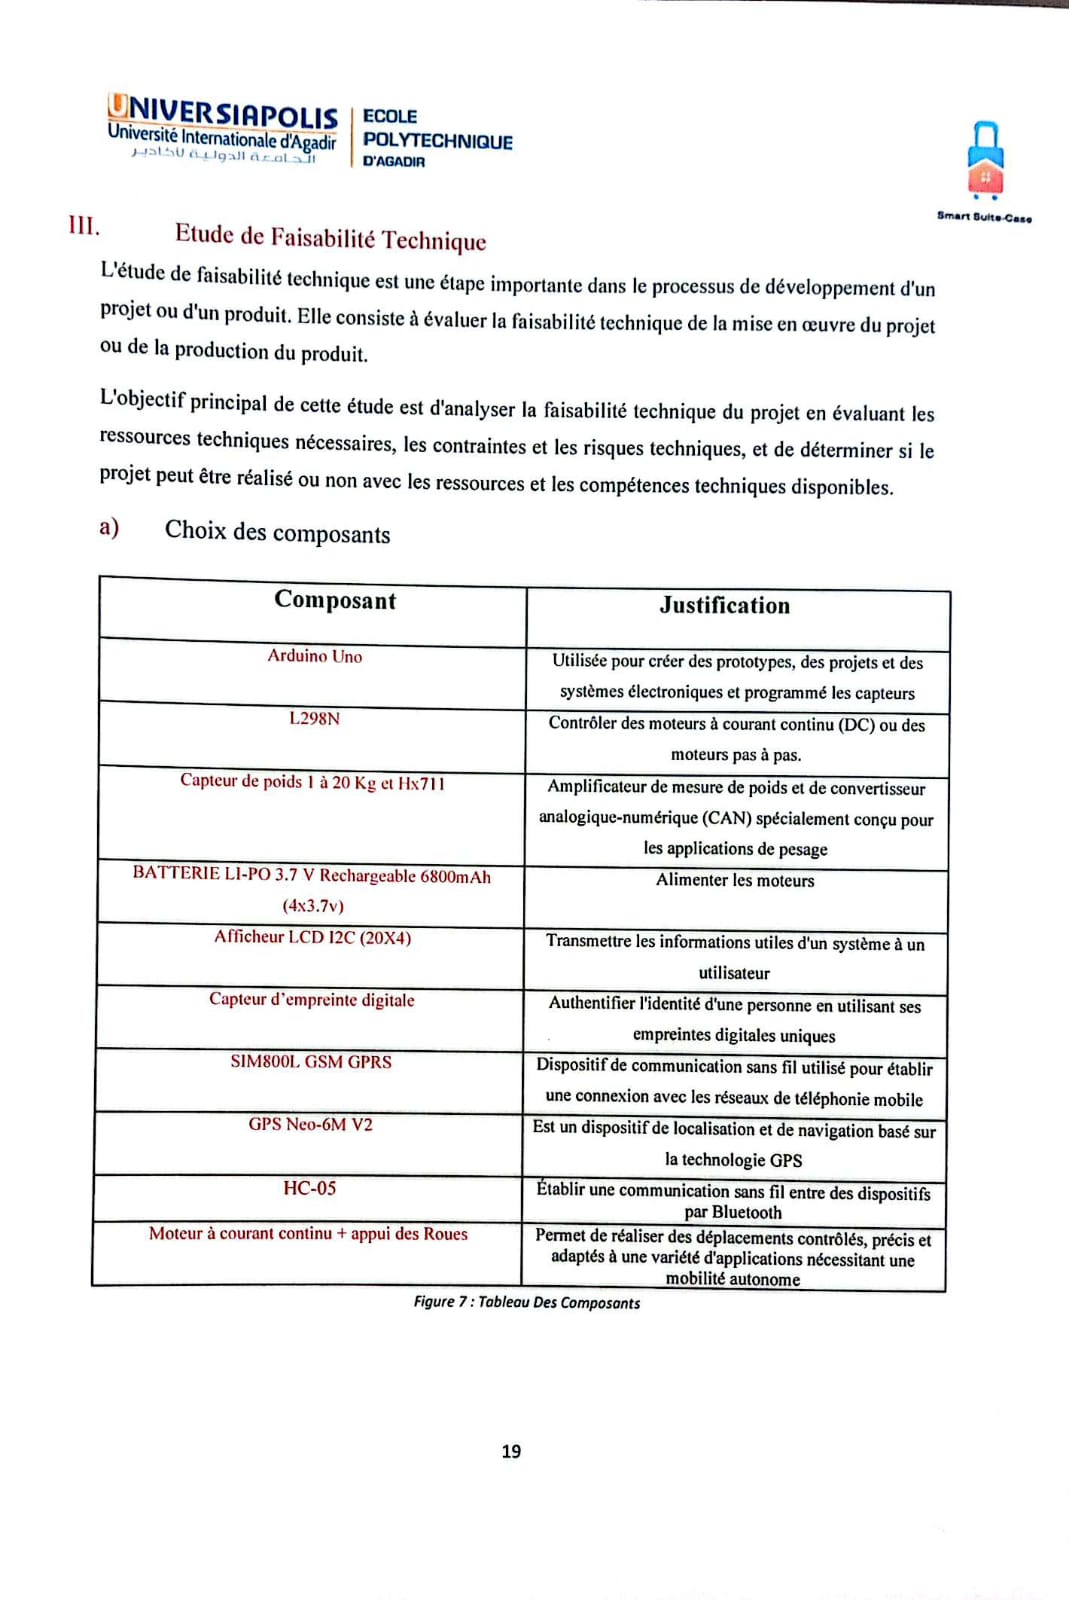 UNIVERSIAPOLIS
Université Internationale d'Agadir
الجامعة الدولية لأكادير
ECOLE
POLYTECHNIQUE
D'AGADIR
Smart Suite-Case
III. Etude de Faisabilité Technique
L'étude de faisabilité technique est une étape importante dans le processus de développement d'un
projet ou d'un produit. Elle consiste à évaluer la faisabilité technique de la mise en œuvre du projet
ou de la production du produit.
L'objectif principal de cette étude est d'analyser la faisabilité technique du projet en évaluant les
ressources techniques nécessaires, les contraintes et les risques techniques, et de déterminer si le
projet peut être réalisé ou non avec les ressources et les compétences techniques disponibles.
a) Choix des composants
Composant
Justification
Arduino Uno
Utilisée pour créer des prototypes, des projets et des
systèmes électroniques et programmé les capteurs
L298N
Contrôler des moteurs à courant continu (DC) ou des
moteurs pas à pas.
Capteur de poids 1 à 20 Kg et Hx711
Amplificateur de mesure de poids et de convertisseur
analogique-numérique (CAN) spécialement conçu pour
les applications de pesage
BATTERIE LI-PO 3.7 V Rechargeable 6800mAh
(4x3.7v)
Alimenter les moteurs
Afficheur LCD I2C (20X4)
Transmettre les informations utiles d'un système à un
utilisateur
Capteur d’empreinte digitale
Authentifier l'identité d'une personne en utilisant ses
empreintes digitales uniques
SIM800L GSM GPRS
Dispositif de communication sans fil utilisé pour établir
une connexion avec les réseaux de téléphonie mobile
GPS Neo-6M V2
Est un dispositif de localisation et de navigation basé sur
la technologie GPS
HC-05
Établir une communication sans fil entre des dispositifs
par Bluetooth
Moteur à courant continu + appui des Roues
Permet de réaliser des déplacements contrôlés, précis et
adaptés à une variété d'applications nécessitant une
mobilité autonome
Figure 7 : Tableau Des Composants
19